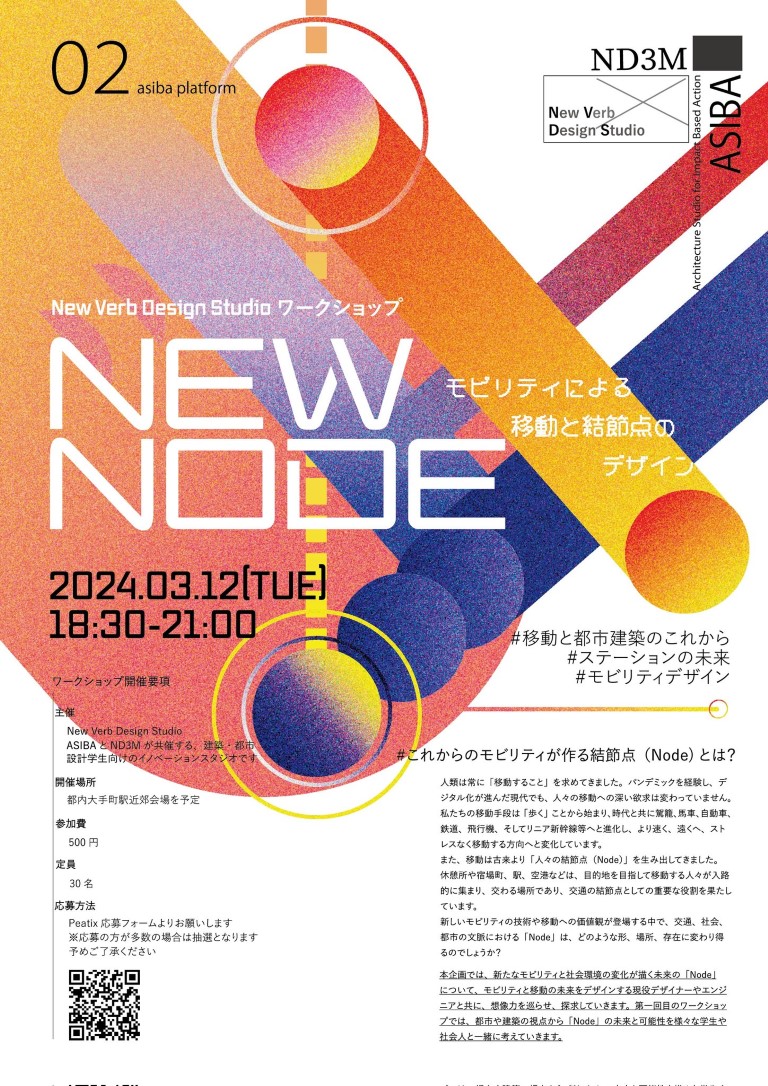 02 asiba platform
ND3M
New Verb
Design Studio
ASIBA
Architecture Studio for Impact Based Action
New Verb Design Studio ワークショップ
NEW
NODE
モビリティによる
移動と結節点の
デザイン
2024.03.12(TUE)
18:30-21:00
#移動と都市建築のこれから
#ステーションの未来
#モビリティデザイン
ワークショップ開催要項
主催
New Verb Design Studio
ASIBA と ND3M が共催する，建築・都市
設計学生向けのイノベーションスタジオです
開催場所
都内大手町駅近郊会場を予定
参加費
500 円
定員
30 名
応募方法
Peatix 応募フォームよりお願いします
※応募の方が多数の場合は抽選となります
予めご了承ください
#これからのモビリティが作る結節点（Node）とは?
人類は常に「移動すること」を求めてきました。パンデミックを経験し、デ
ジタル化が進んだ現代でも、人々の移動への深い欲求は変わっていません。
私たちの移動手段は「歩く」ことから始まり、時代と共に駕籠、馬車、自動車、
鉄道、飛行機、そしてリニア新幹線等へと進化し、より速く、遠くへ、スト
レスなく移動する方向へと変化しています。
また、移動は古来より「人々の結節点（Node）」を生み出してきました。
休憩所や宿場町、駅、空港などは、目的地を目指して移動する人々が入路
的に集まり、交わる場所であり、交通の結節点としての重要な役割を果たし
ています。
新しいモビリティの技術や移動への価値観が登場する中で、交通、社会、
都市の文脈における「Node」は、どのような形、場所、存在に変わり得
るのでしょうか？
本企画では、新たなモビリティと社会環境の変化が描く未来の「Node」
について、モビリティと移動の未来をデザインする現役デザイナーやエンジ
ニアと共に、想像力を巡らせ、探求していきます。第一回目のワークショッ
プでは、都市や建築の視点から「Node」の未来と可能性を様々な学生や
社会人と一緒に考えていきます。